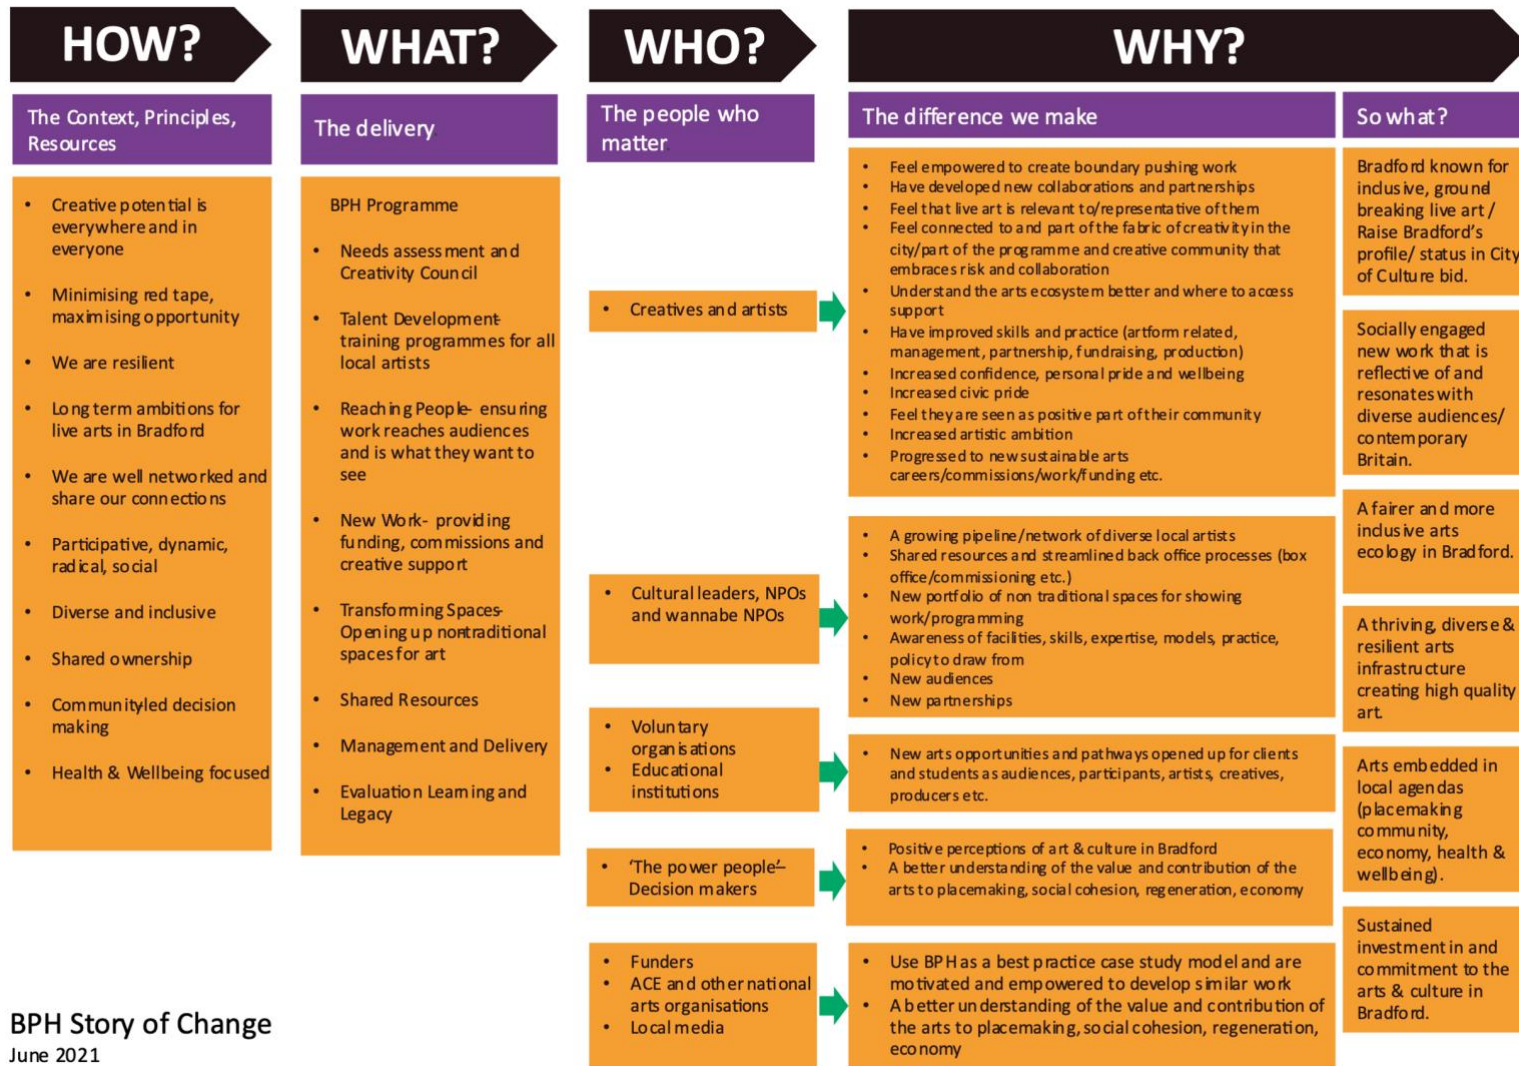 HOW?
WHAT?
WHO?
WHY?
The Context, Principles,
Resources
The delivery.
The people who
matter
The difference we make
So what?
• Creative potential is
everywhere and in
everyone
• Minimising red tape,
maximising opportunity
• We are resilient
• Long term ambitions for
live arts in Bradford
• We are well networked and
share our connections
• Participative, dynamic,
radical, social
• Diverse and inclusive
• Shared ownership
• Communityled decision
making
• Health & Wellbeing focused
BPH Programme
• Needs assessment and
Creativity Council
• Talent Development-
training programmes for all
local artists
• Reaching People- ensuring
work reaches audiences
and is what they want to
see
• New Work- providing
funding, commissions and
creative support
• Transforming Spaces-
Opening up nontraditional
spaces for art
• Shared Resources
• Management and Delivery
• Evaluation Learning and
Legacy
• Creatives and artists
• Feel empowered to create boundary pushing work
• Have developed new collaborations and partnerships
• Feel that live art is relevant to/representative of them
• Feel connected to and part of the fabric of creativity in the
city/part of the programme and creative community that
embraces risk and collaboration
• Understand the arts ecosystem better and where to access
support
• Have improved skills and practice (artform related,
management, partnership, fundraising, production)
• Increased confidence, personal pride and wellbeing
• Increased civic pride
• Feel they are seen as positive part of their community
• Increased artistic ambition
• Progressed to new sustainable arts
careers/commissions/work/funding etc.
• Cultural leaders, NPOs
and wannabe NPOs
• A growing pipeline/network of diverse local artists
• Shared resources and streamlined back office processes (box
office/commissioning etc.)
• New portfolio of non traditional spaces for showing
work/programming
• Awareness of facilities, skills, expertise, models, practice,
policy to draw from
• New audiences
• New partnerships
• Voluntary
organisations
• Educational
institutions
• New arts opportunities and pathways opened up for clients
and students as audiences, participants, artists, creatives,
producers etc.
• 'The power people'–
Decision makers
• Positive perceptions of art & culture in Bradford
• A better understanding of the value and contribution of the
arts to placemaking, social cohesion, regeneration, economy
• Funders
• ACE and other national
arts organisations
• Local media
• Use BPH as a best practice case study model and are
motivated and empowered to develop similar work
• A better understanding of the value and contribution of
the arts to placemaking, social cohesion, regeneration,
economy
Bradford known for
inclusive, ground
breaking live art /
Raise Bradford's
profile/ status in City
of Culture bid.
Socially engaged
new work that is
reflective of and
resonates with
diverse audiences/
contemporary
Britain.
A fairer and more
inclusive arts
ecology in Bradford.
A thriving, diverse &
resilient arts
infrastructure
creating high quality
art.
Arts embedded in
local agendas
(placemaking
community,
economy, health &
wellbeing).
Sustained
investment in and
commitment to the
arts & culture in
Bradford.
BPH Story of Change
June 2021